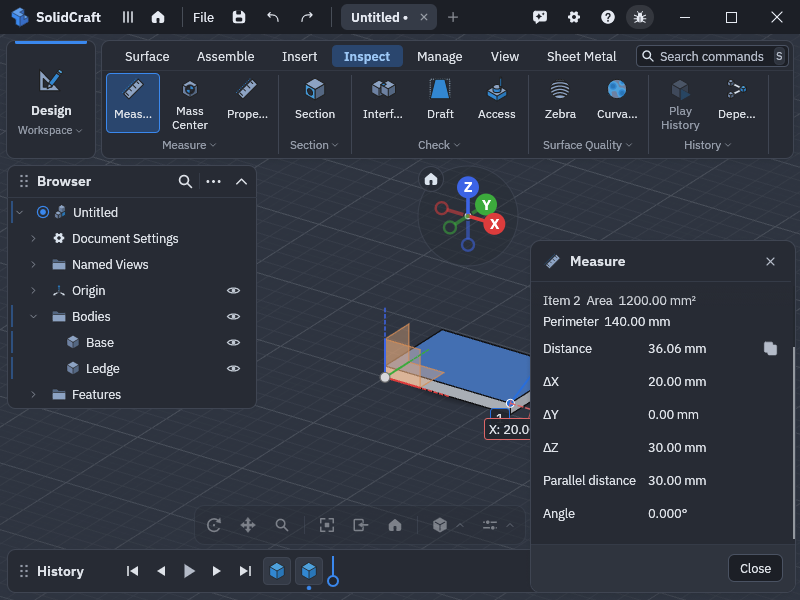 SolidCraft
File
Untitled •
Surface Assemble Insert Inspect Manage View Sheet Metal
Search commands S
Design
Workspace
Meas...
Mass Center
Prope...
Measure
Section
Section
Interf...
Draft
Access
Check
Zebra
Curva...
Surface Quality
Play History
Depe...
History
Browser
Untitled
Document Settings
Named Views
Origin
Bodies
Base
Ledge
Features
Z
Y
X
1
X: 20.0
Measure
Item 2 Area 1200.00 mm²
Perimeter 140.00 mm
Distance 36.06 mm
ΔX 20.00 mm
ΔY 0.00 mm
ΔZ 30.00 mm
Parallel distance 30.00 mm
Angle 0.000°
Close
History